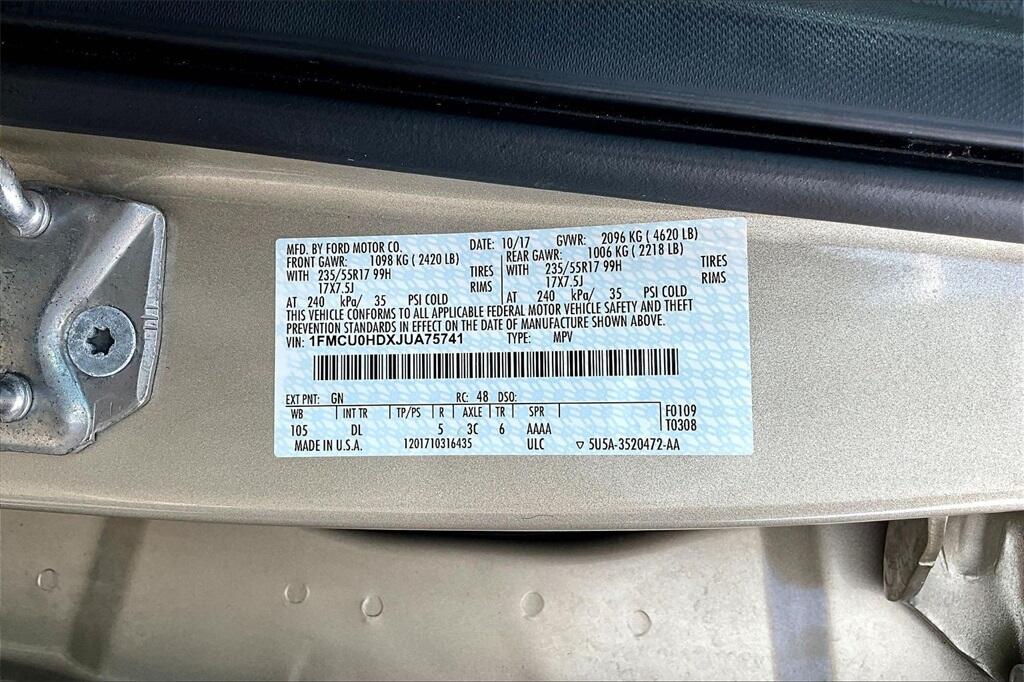 MFD. BY FORD MOTOR CO. DATE: 10/17 GVWR: 2096 KG ( 4620 LB)
FRONT GAWR: 1098 KG ( 2420 LB) REAR GAWR: 1006 KG ( 2218 LB)
WITH 235/55R17 99H TIRES WITH 235/55R17 99H TIRES
17X7.5J RIMS 17X7.5J RIMS
AT 240 kPa/ 35 PSI COLD AT 240 kPa/ 35 PSI COLD
THIS VEHICLE CONFORMS TO ALL APPLICABLE FEDERAL MOTOR VEHICLE SAFETY AND THEFT
PREVENTION STANDARDS IN EFFECT ON THE DATE OF MANUFACTURE SHOWN ABOVE.
VIN: 1FMCU0HDXJUA75741 TYPE: MPV
EXT PNT: GN RC: 48 DSO: F0109
WB INT TR TP/PS R AXLE TR SPR T0308
105 DL 5 3C 6 AAAA
MADE IN U.S.A. 1201710316435 ULC ▽ 5U5A-3520472-AA